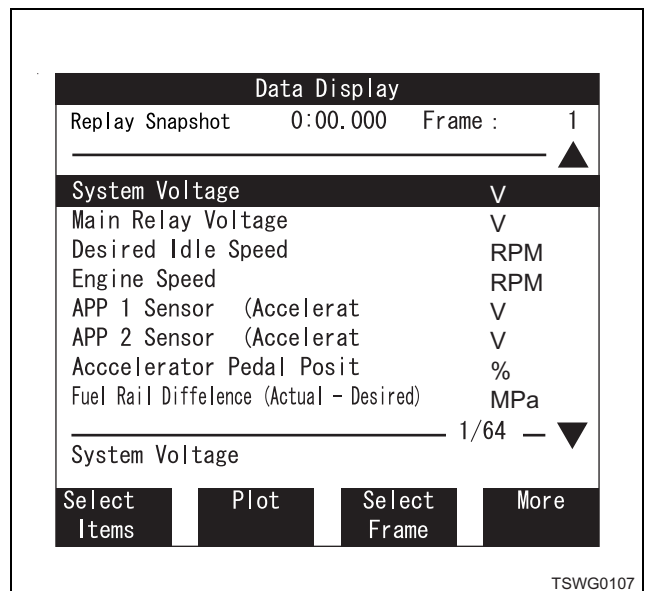 Data Display
Replay Snapshot 0:00.000 Frame : 1
System Voltage V
Main Relay Voltage V
Desired Idle Speed RPM
Engine Speed RPM
APP 1 Sensor (Accelerat V
APP 2 Sensor (Accelerat V
Acccelerator Pedal Posit %
Fuel Rail Diffelence (Actual - Desired) MPa
1/64
System Voltage
Select Plot Select More
Items Frame
TSWG0107